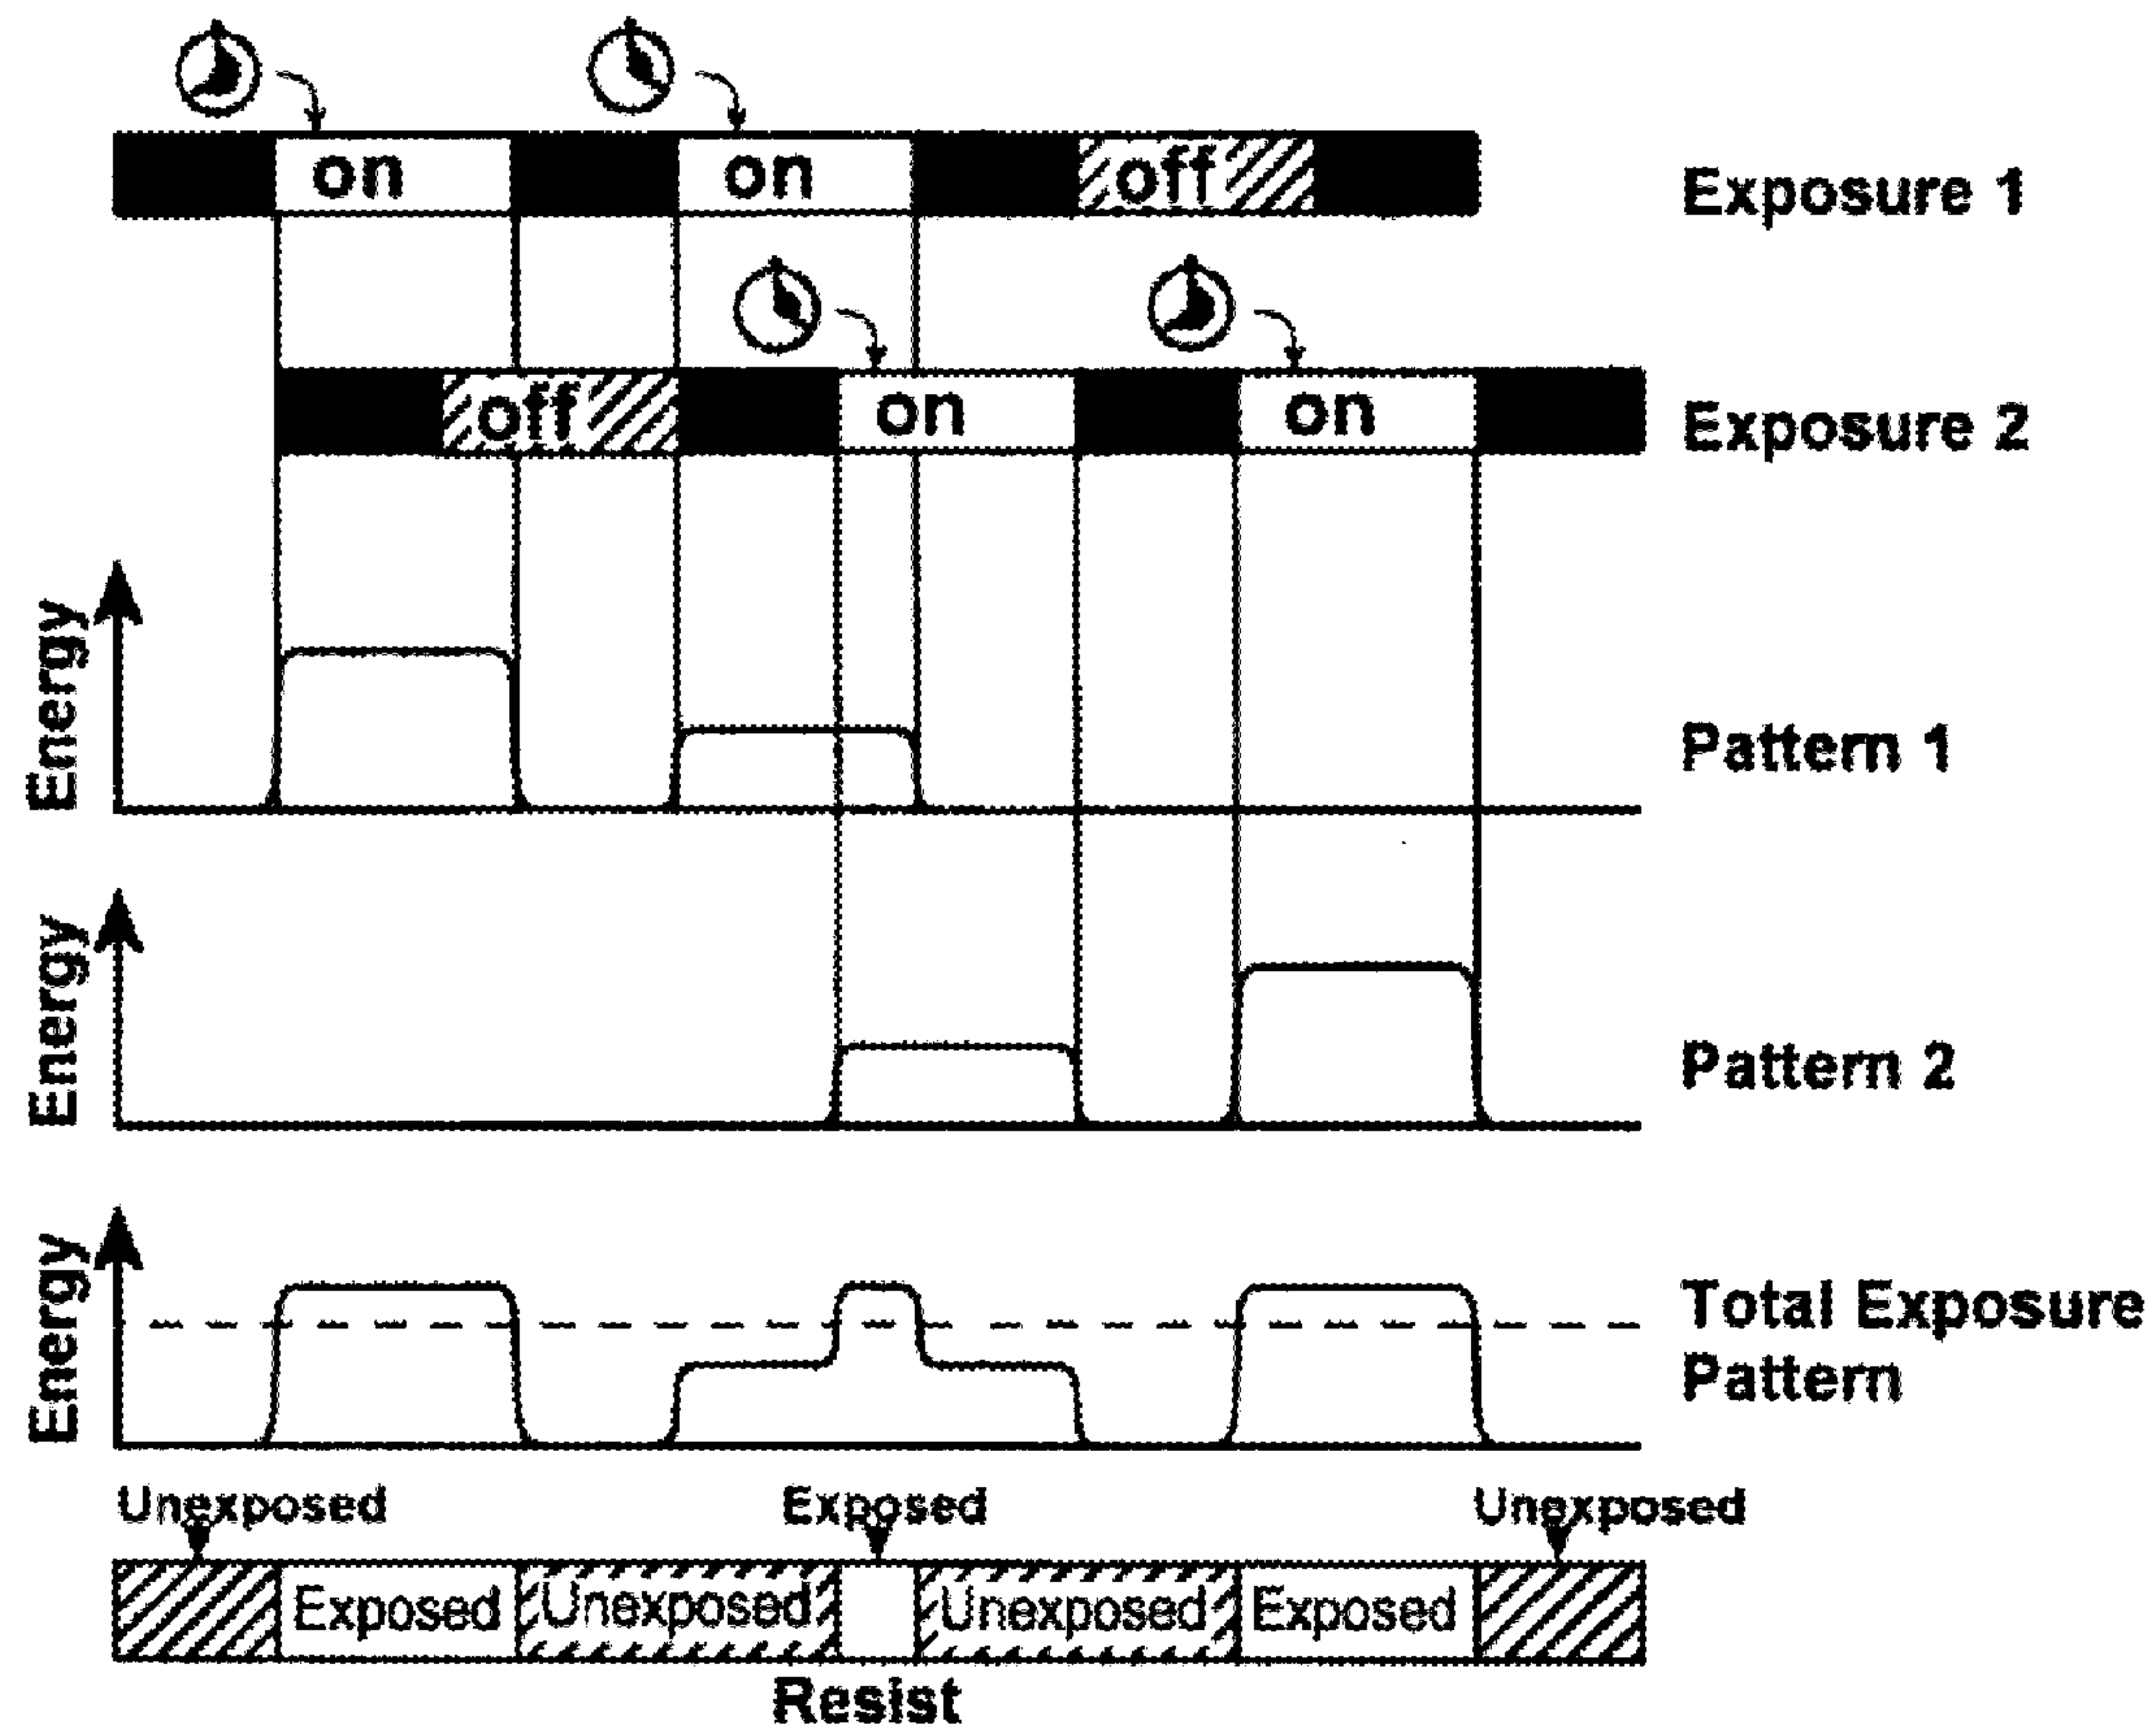 on on off Exposure 1
off on on Exposure 2
Energy Pattern 1
Energy Pattern 2
Energy Total Exposure
Pattern
Unexposed Exposed Unexposed
Exposed Unexposed Unexposed Exposed
Resist